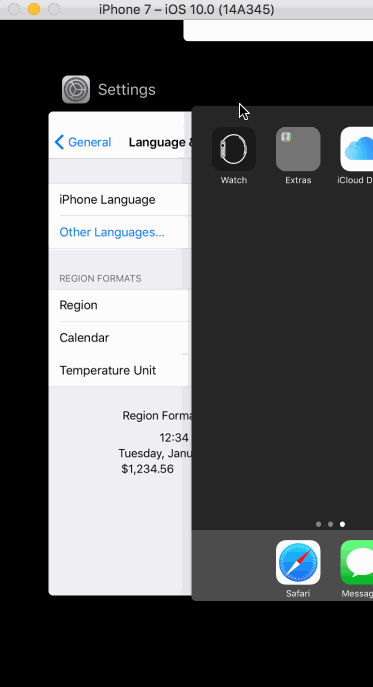 iPhone 7 – iOS 10.0 (14A345)
Settings
General
Language &
Watch
Extras
iCloud D
iPhone Language
Other Languages...
REGION FORMATS
Region
Calendar
Temperature Unit
Region Forma
12:34
Tuesday, Janu
$1,234.56
Safari
Messag